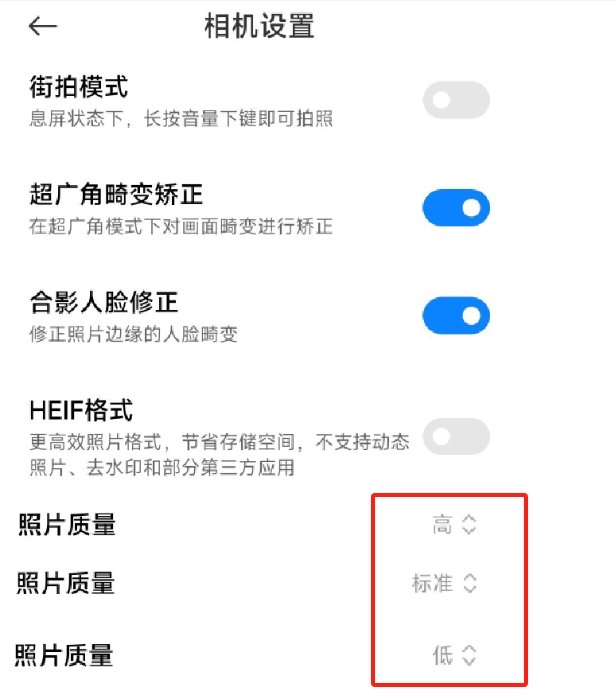 相机设置
街拍模式
息屏状态下，长按音量下键即可拍照
超广角畸变矫正
在超广角模式下对画面畸变进行矫正
合影人脸修正
修正照片边缘的人脸畸变
HEIF格式
更高效照片格式，节省存储空间，不支持动态
照片、去水印和部分第三方应用
照片质量 高
照片质量 标准
照片质量 低